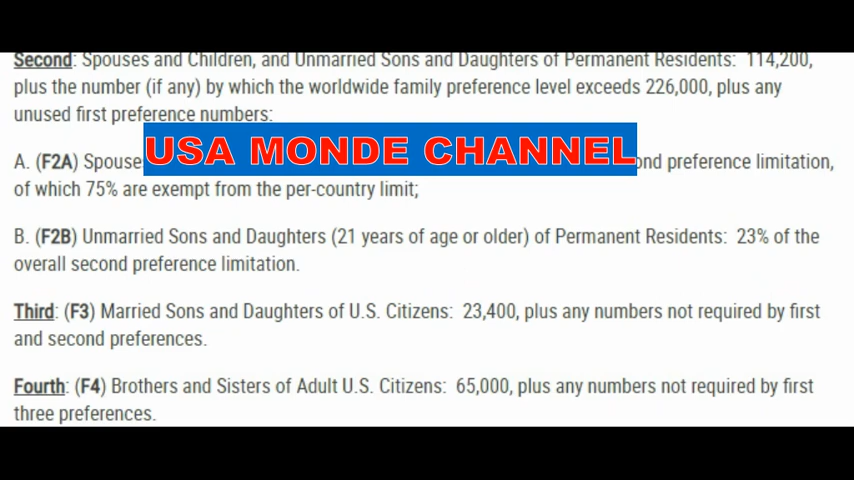 Second: Spouses and Children, and Unmarried Sons and Daughters of Permanent Residents: 114,200,
plus the number (if any) by which the worldwide family preference level exceeds 226,000, plus any
unused first preference numbers:
USA MONDE CHANNEL
A. (F2A) Spouse ond preference limitation,
of which 75% are exempt from the per-country limit;
B. (F2B) Unmarried Sons and Daughters (21 years of age or older) of Permanent Residents: 23% of the
overall second preference limitation.
Third: (F3) Married Sons and Daughters of U.S. Citizens: 23,400, plus any numbers not required by first
and second preferences.
Fourth: (F4) Brothers and Sisters of Adult U.S. Citizens: 65,000, plus any numbers not required by first
three preferences.